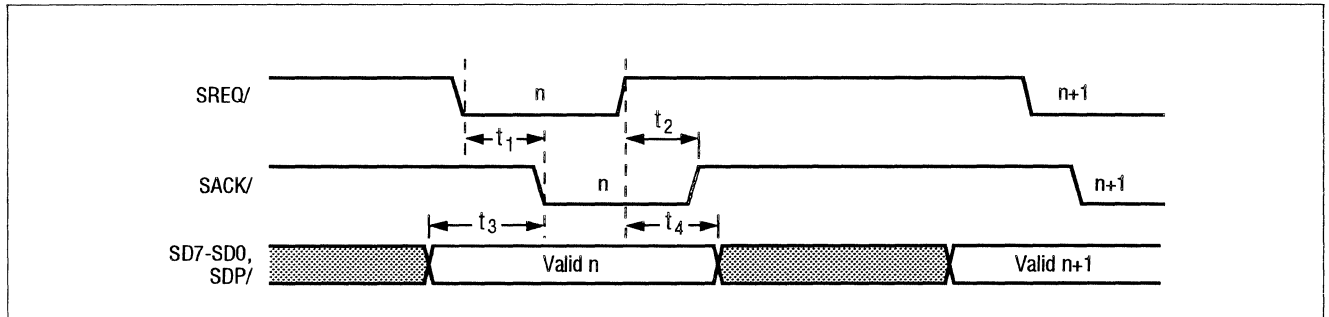 SREQ/
n
n+1
t1
t2
SACK/
n
n+1
t3
t4
SD7-SD0,
SDP/
Valid n
Valid n+1